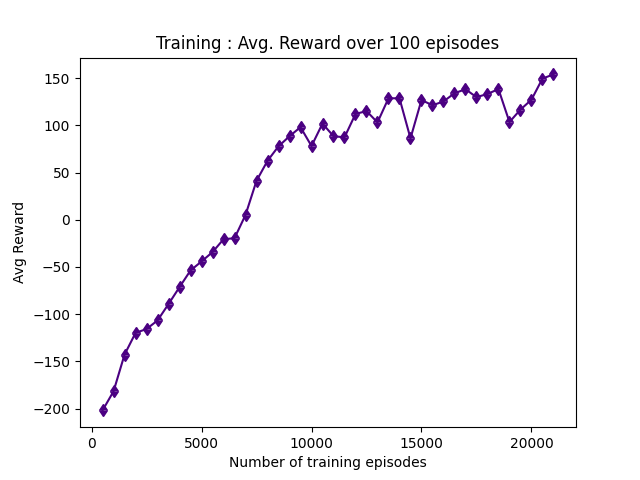 Training : Avg. Reward over 100 episodes
150
100
50
0
−50
−100
−150
−200
Avg Reward
0 5000 10000 15000 20000
Number of training episodes